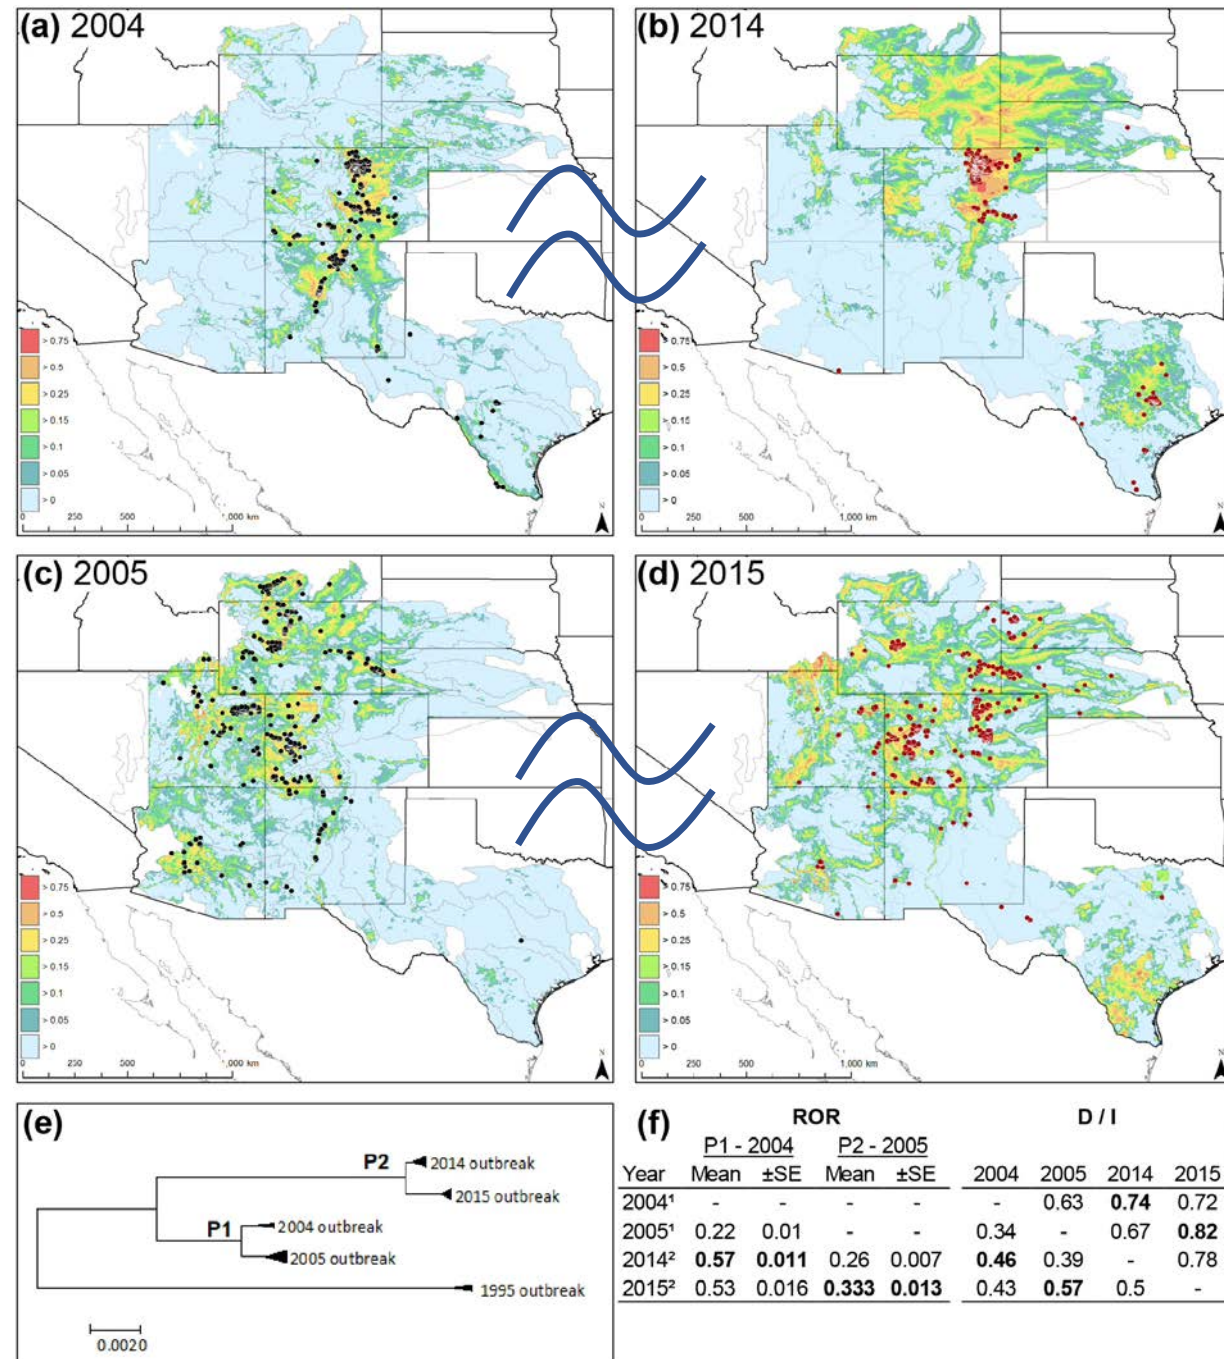 (a) 2004
> 0.75
> 0.5
> 0.25
> 0.15
> 0.1
> 0.05
> 0
0 250 500 1,000 km
N
(b) 2014
> 0.75
> 0.5
> 0.25
> 0.15
> 0.1
> 0.05
> 0
0 250 500 1,000 km
N
(c) 2005
> 0.75
> 0.5
> 0.25
> 0.15
> 0.1
> 0.05
> 0
0 250 500 1,000 km
N
(d) 2015
> 0.75
> 0.5
> 0.25
> 0.15
> 0.1
> 0.05
> 0
0 250 500 1,000 km
N
(e)
P2
2014 outbreak
2015 outbreak
P1
2004 outbreak
2005 outbreak
1995 outbreak
0.0020
(f) ROR D / I
P1 - 2004 P2 - 2005
Year Mean ±SE Mean ±SE 2004 2005 2014 2015
2004¹ - - - - - 0.63 0.74 0.72
2005¹ 0.22 0.01 - - 0.34 - 0.67 0.82
2014² 0.57 0.011 0.26 0.007 0.46 0.39 - 0.78
2015² 0.53 0.016 0.333 0.013 0.43 0.57 0.5 -